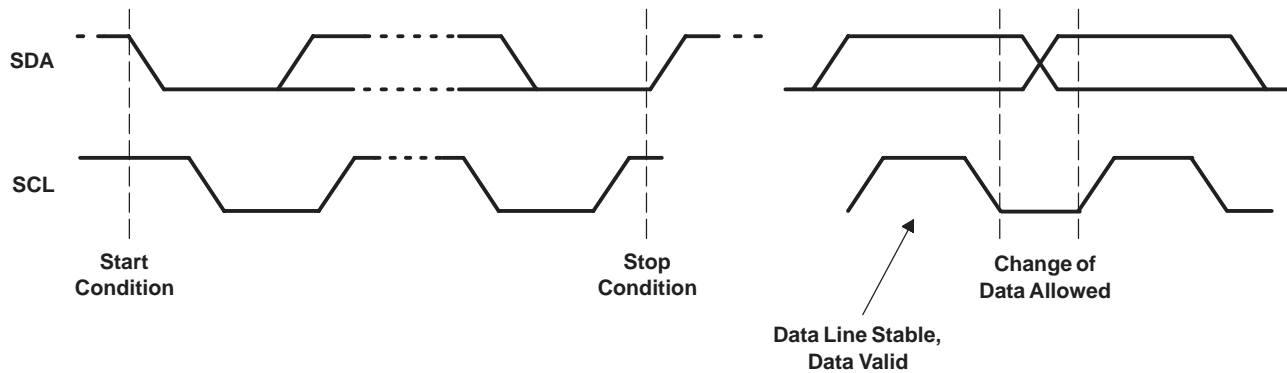 SDA
SCL
Start
Condition
Stop
Condition
Change of
Data Allowed
Data Line Stable,
Data Valid